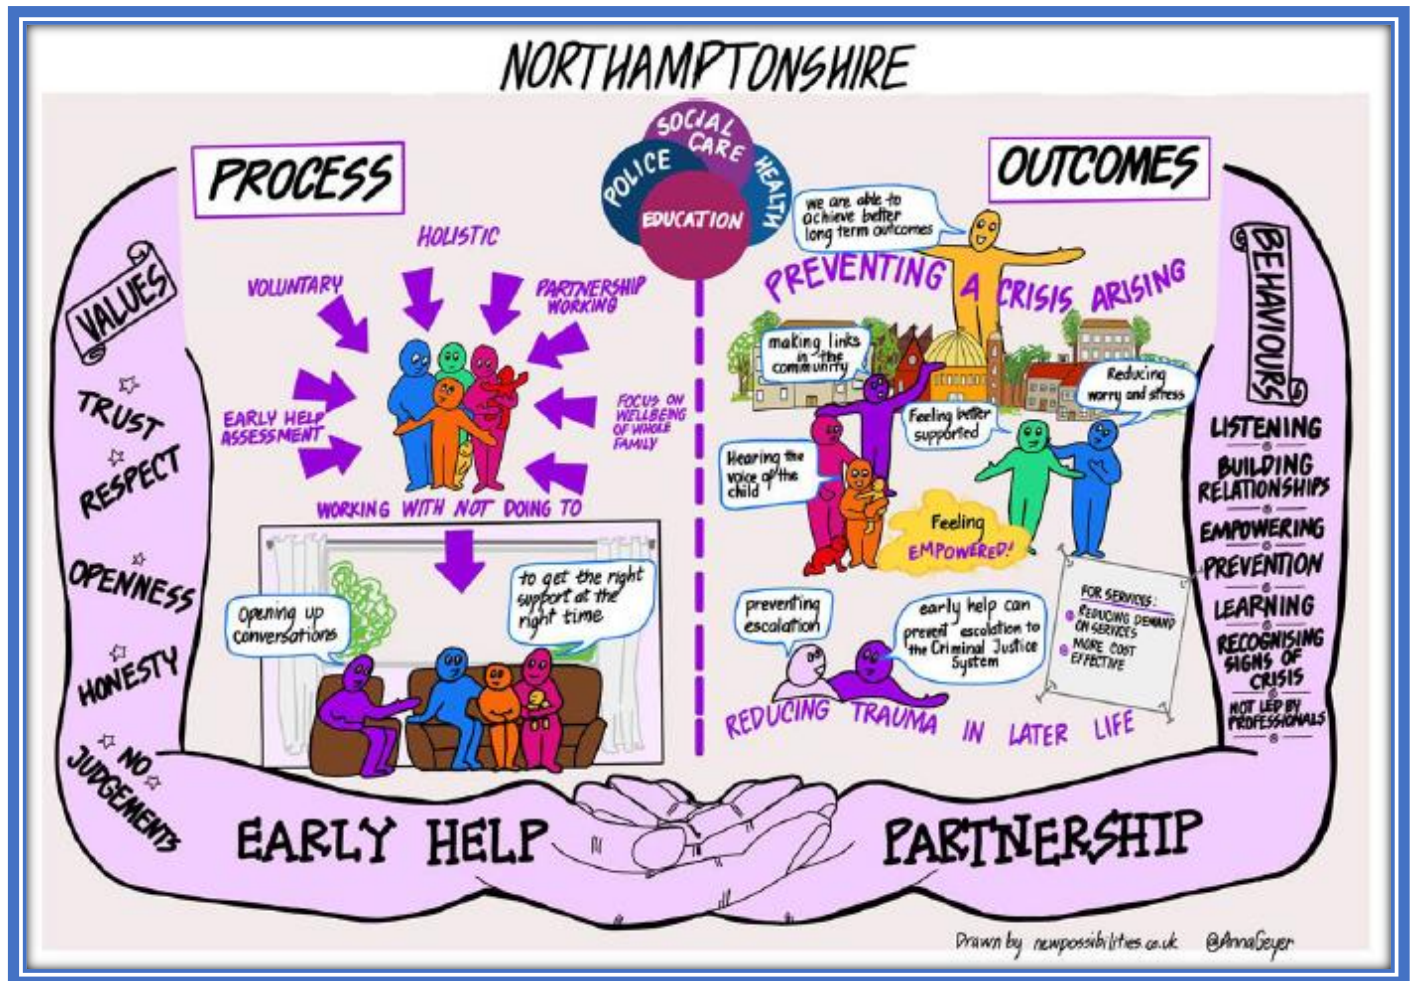 NORTHAMPTONSHIRE
SOCIAL
CARE
POLICE
HEALTH
EDUCATION
PROCESS
OUTCOMES
VALUES
TRUST
RESPECT
OPENNESS
HONESTY
NO
JUDGEMENTS
HOLISTIC
VOLUNTARY
PARTNERSHIP
WORKING
EARLY HELP
ASSESSMENT
FOCUS ON
WELLBEING
OF WHOLE
FAMILY
WORKING WITH NOT DOING TO
Opening up
conversations
to get the right
support at the
right time
we are able to
achieve better
long term outcomes
PREVENTING A CRISIS ARISING
making links
in the
community
Reducing
worry and stress
Feeling better
supported
Hearing the
voice of the
child
Feeling
EMPOWERED!
preventing
escalation
early help can
prevent escalation to
the Criminal Justice
System
FOR SERVICES:
REDUCING DEMAND
ON SERVICES
MORE COST
EFFECTIVE
REDUCING TRAUMA IN LATER LIFE
BEHAVIOURS
LISTENING
BUILDING
RELATIONSHIPS
EMPOWERING
PREVENTION
LEARNING
RECOGNISING
SIGNS OF
CRISIS
NOT LED BY
PROFESSIONALS
EARLY HELP PARTNERSHIP
Drawn by newpossibilities.co.uk @AnnaGeyer